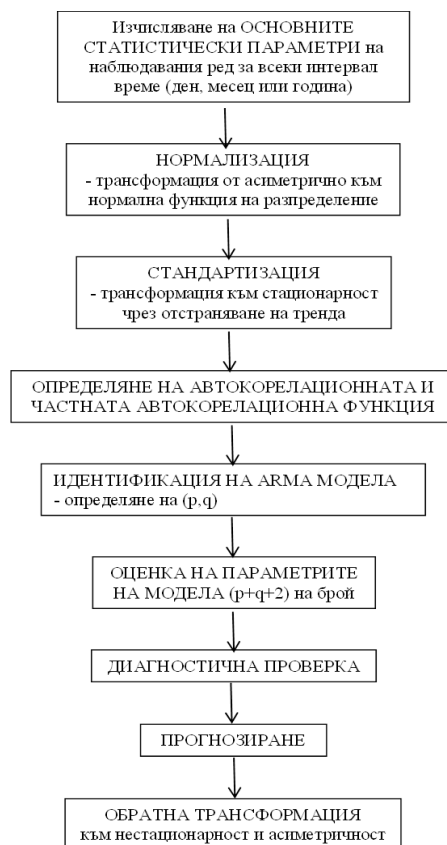 Изчисляване на ОСНОВНИТЕ
СТАТИСТИЧЕСКИ ПАРАМЕТРИ на
наблюдавания ред за всеки интервал
време (ден, месец или година)
НОРМАЛИЗАЦИЯ
- трансформация от асиметрично към
нормална функция на разпределение
СТАНДАРТИЗАЦИЯ
- трансформация към стационарност
чрез отстраняване на тренда
ОПРЕДЕЛЯНЕ НА АВТОКОРЕЛАЦИОННАТА И
ЧАСТНАТА АВТОКОРЕЛАЦИОННА ФУНКЦИЯ
ИДЕНТИФИКАЦИЯ НА ARMA МОДЕЛА
- определяне на (p,q)
ОЦЕНКА НА ПАРАМЕТРИТЕ
НА МОДЕЛА (p+q+2) на брой
ДИАГНОСТИЧНА ПРОВЕРКА
ПРОГНОЗИРАНЕ
ОБРАТНА ТРАНСФОРМАЦИЯ
към нестационарност и асиметричност